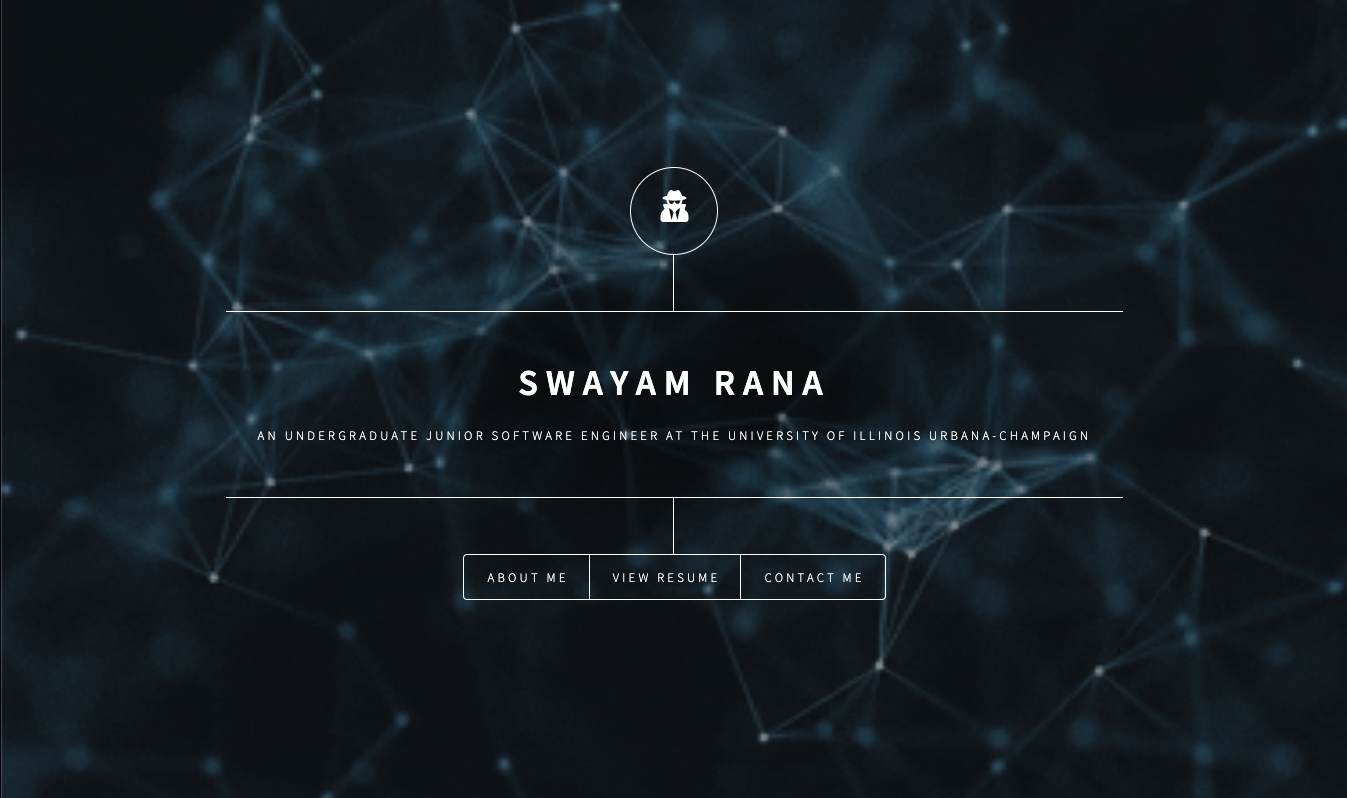 SWAYAM RANA
AN UNDERGRADUATE JUNIOR SOFTWARE ENGINEER AT THE UNIVERSITY OF ILLINOIS URBANA-CHAMPAIGN
ABOUT ME VIEW RESUME CONTACT ME